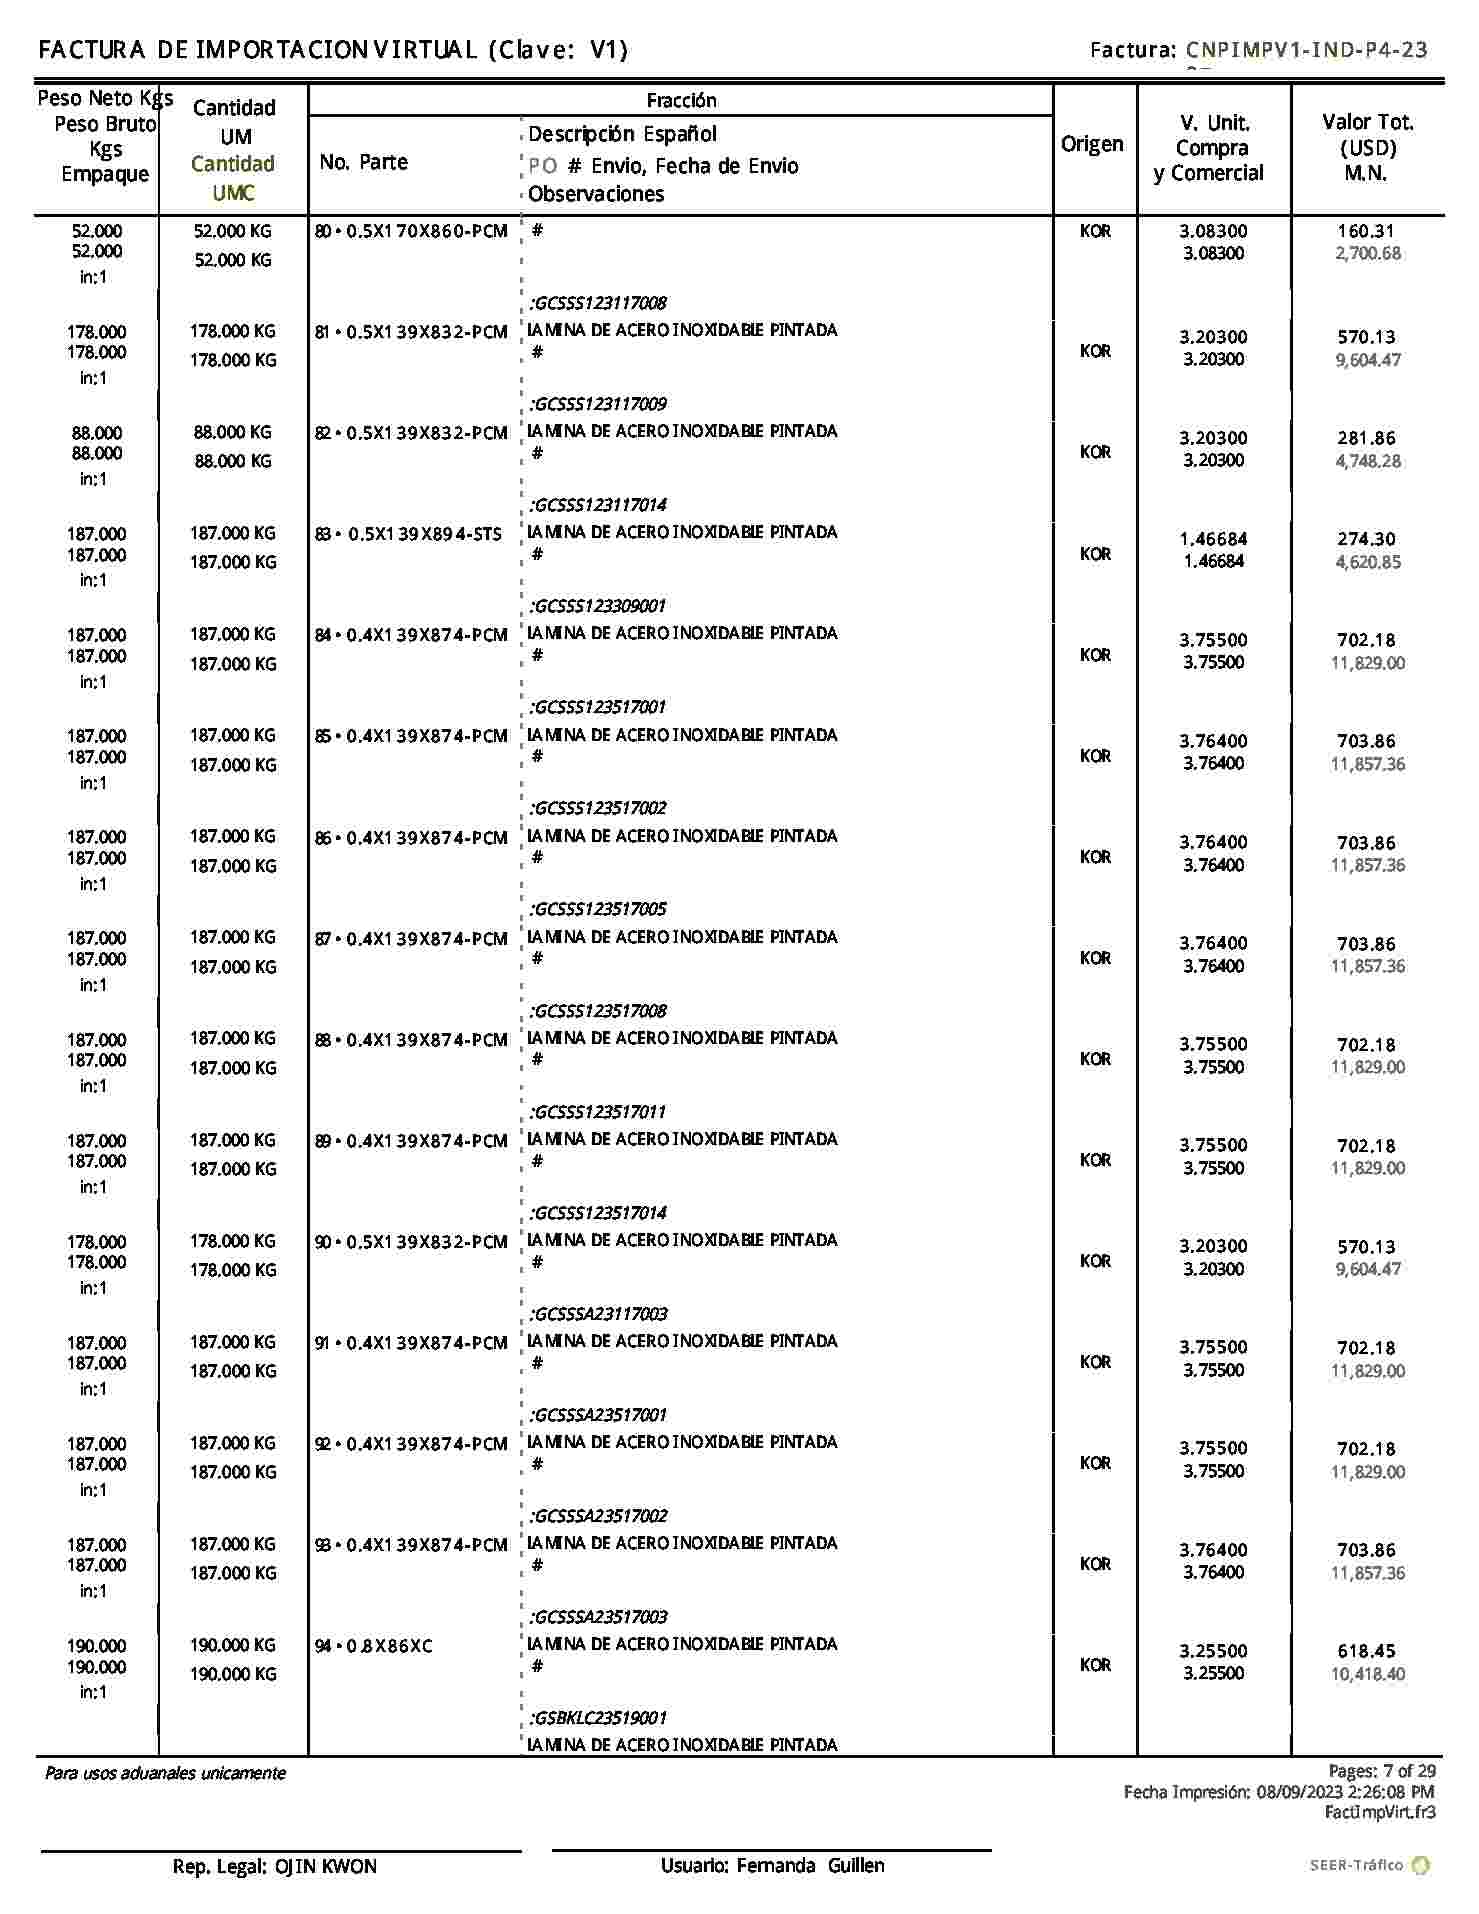 FACTURA DE IMPORTACION VIRTUAL (Clave: V1)
Factura: CNPIMPV1-IND-P4-23
Peso Neto Kgs
Peso Bruto
Kgs
Empaque
Cantidad
UM
Cantidad
UMC
Fracción
No. Parte
Descripción Español
PO # Envio, Fecha de Envio
Observaciones
Origen
V. Unit.
Compra
y Comercial
Valor Tot.
(USD)
M.N.
52.000 52.000 KG 80 • 0.5X170X860-PCM # KOR 3.08300 160.31
52.000 52.000 KG 3.08300 2,700.68
in:1
:GCSSS123117008
178.000 178.000 KG 81 • 0.5X139X832-PCM LAMINA DE ACERO INOXIDABLE PINTADA 3.20300 570.13
178.000 178.000 KG # KOR 3.20300 9,604.47
in:1
:GCSSS123117009
88.000 88.000 KG 82 • 0.5X139X832-PCM LAMINA DE ACERO INOXIDABLE PINTADA 3.20300 281.86
88.000 88.000 KG # KOR 3.20300 4,748.28
in:1
:GCSSS123117014
187.000 187.000 KG 83 • 0.5X139X894-STS LAMINA DE ACERO INOXIDABLE PINTADA 1.46684 274.30
187.000 187.000 KG # KOR 1.46684 4,620.85
in:1
:GCSSS123309001
187.000 187.000 KG 84 • 0.4X139X874-PCM LAMINA DE ACERO INOXIDABLE PINTADA 3.75500 702.18
187.000 187.000 KG # KOR 3.75500 11,829.00
in:1
:GCSSS123517001
187.000 187.000 KG 85 • 0.4X139X874-PCM LAMINA DE ACERO INOXIDABLE PINTADA 3.76400 703.86
187.000 187.000 KG # KOR 3.76400 11,857.36
in:1
:GCSSS123517002
187.000 187.000 KG 86 • 0.4X139X874-PCM LAMINA DE ACERO INOXIDABLE PINTADA 3.76400 703.86
187.000 187.000 KG # KOR 3.76400 11,857.36
in:1
:GCSSS123517005
187.000 187.000 KG 87 • 0.4X139X874-PCM LAMINA DE ACERO INOXIDABLE PINTADA 3.76400 703.86
187.000 187.000 KG # KOR 3.76400 11,857.36
in:1
:GCSSS123517008
187.000 187.000 KG 88 • 0.4X139X874-PCM LAMINA DE ACERO INOXIDABLE PINTADA 3.75500 702.18
187.000 187.000 KG # KOR 3.75500 11,829.00
in:1
:GCSSS123517011
187.000 187.000 KG 89 • 0.4X139X874-PCM LAMINA DE ACERO INOXIDABLE PINTADA 3.75500 702.18
187.000 187.000 KG # KOR 3.75500 11,829.00
in:1
:GCSSS123517014
178.000 178.000 KG 90 • 0.5X139X832-PCM LAMINA DE ACERO INOXIDABLE PINTADA 3.20300 570.13
178.000 178.000 KG # KOR 3.20300 9,604.47
in:1
:GCSSSA23117003
187.000 187.000 KG 91 • 0.4X139X874-PCM LAMINA DE ACERO INOXIDABLE PINTADA 3.75500 702.18
187.000 187.000 KG # KOR 3.75500 11,829.00
in:1
:GCSSSA23517001
187.000 187.000 KG 92 • 0.4X139X874-PCM LAMINA DE ACERO INOXIDABLE PINTADA 3.75500 702.18
187.000 187.000 KG # KOR 3.75500 11,829.00
in:1
:GCSSSA23517002
187.000 187.000 KG 93 • 0.4X139X874-PCM LAMINA DE ACERO INOXIDABLE PINTADA 3.76400 703.86
187.000 187.000 KG # KOR 3.76400 11,857.36
in:1
:GCSSSA23517003
190.000 190.000 KG 94 • 0.8X86XC LAMINA DE ACERO INOXIDABLE PINTADA 3.25500 618.45
190.000 190.000 KG # KOR 3.25500 10,418.40
in:1
:GSBKLC23519001
LAMINA DE ACERO INOXIDABLE PINTADA
Para usos aduanales unicamente
Pages: 7 of 29
Fecha Impresión: 08/09/2023 2:26:08 PM
FactImpVirt.fr3
Rep. Legal: OJIN KWON
Usuario: Fernanda Guillen
SEER-Tráfico